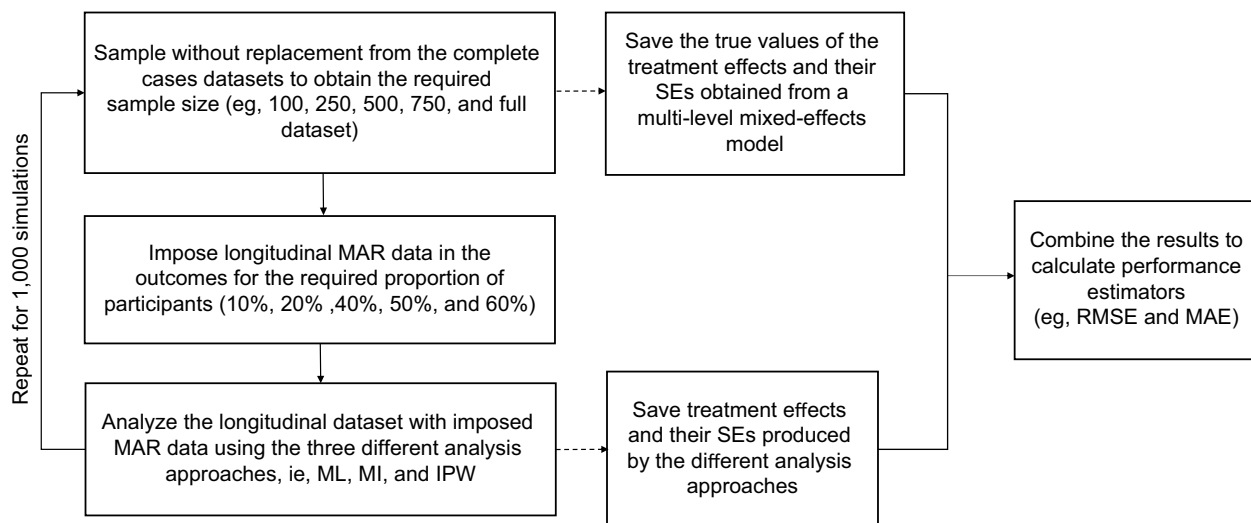 Sample without replacement from the complete
cases datasets to obtain the required
sample size (eg, 100, 250, 500, 750, and full
dataset)
Save the true values of the
treatment effects and their
SEs obtained from a
multi-level mixed-effects
model
Repeat for 1,000 simulations
Impose longitudinal MAR data in the
outcomes for the required proportion of
participants (10%, 20% ,40%, 50%, and 60%)
Combine the results to
calculate performance
estimators
(eg, RMSE and MAE)
Analyze the longitudinal dataset with imposed
MAR data using the three different analysis
approaches, ie, ML, MI, and IPW
Save treatment effects
and their SEs produced
by the different analysis
approaches